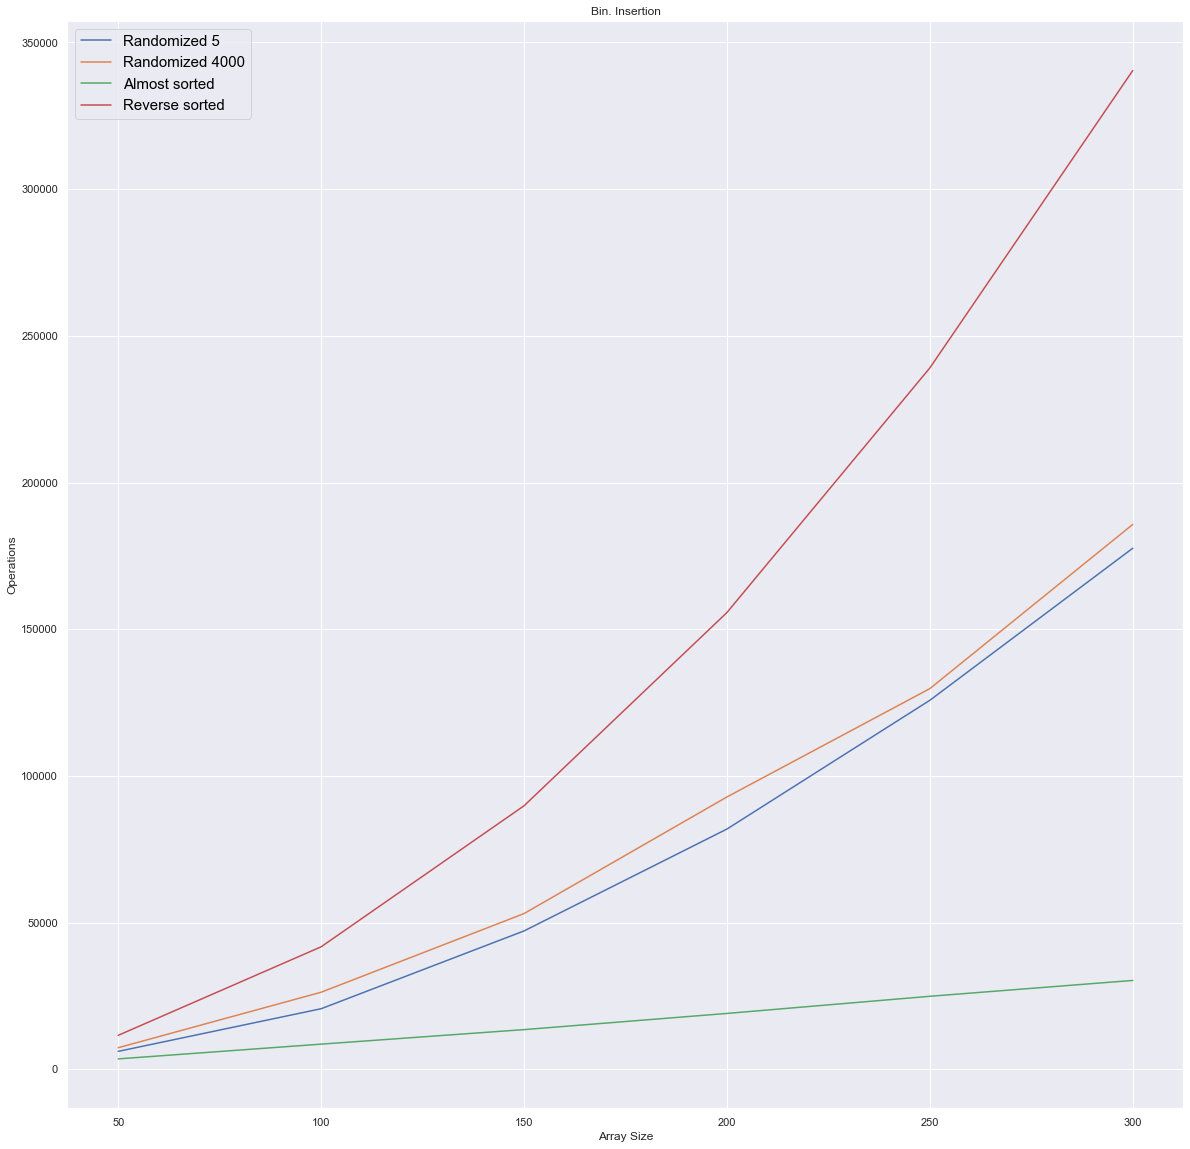 Bin. Insertion
Randomized 5
Randomized 4000
Almost sorted
Reverse sorted
350000
300000
250000
200000
150000
100000
50000
0
Operations
50 100 150 200 250 300
Array Size